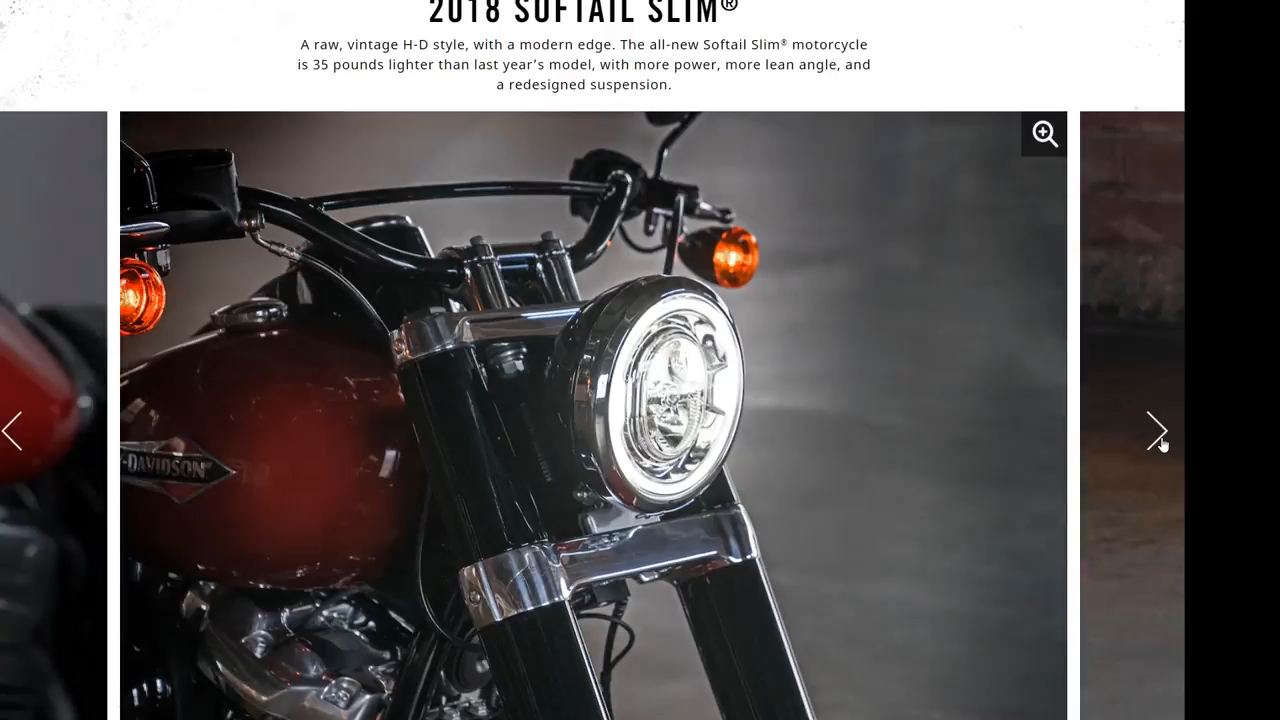 2018 SOFTAIL SLIM®
A raw, vintage H-D style, with a modern edge. The all-new Softail Slim® motorcycle
is 35 pounds lighter than last year’s model, with more power, more lean angle, and
a redesigned suspension.
-DAVIDSON